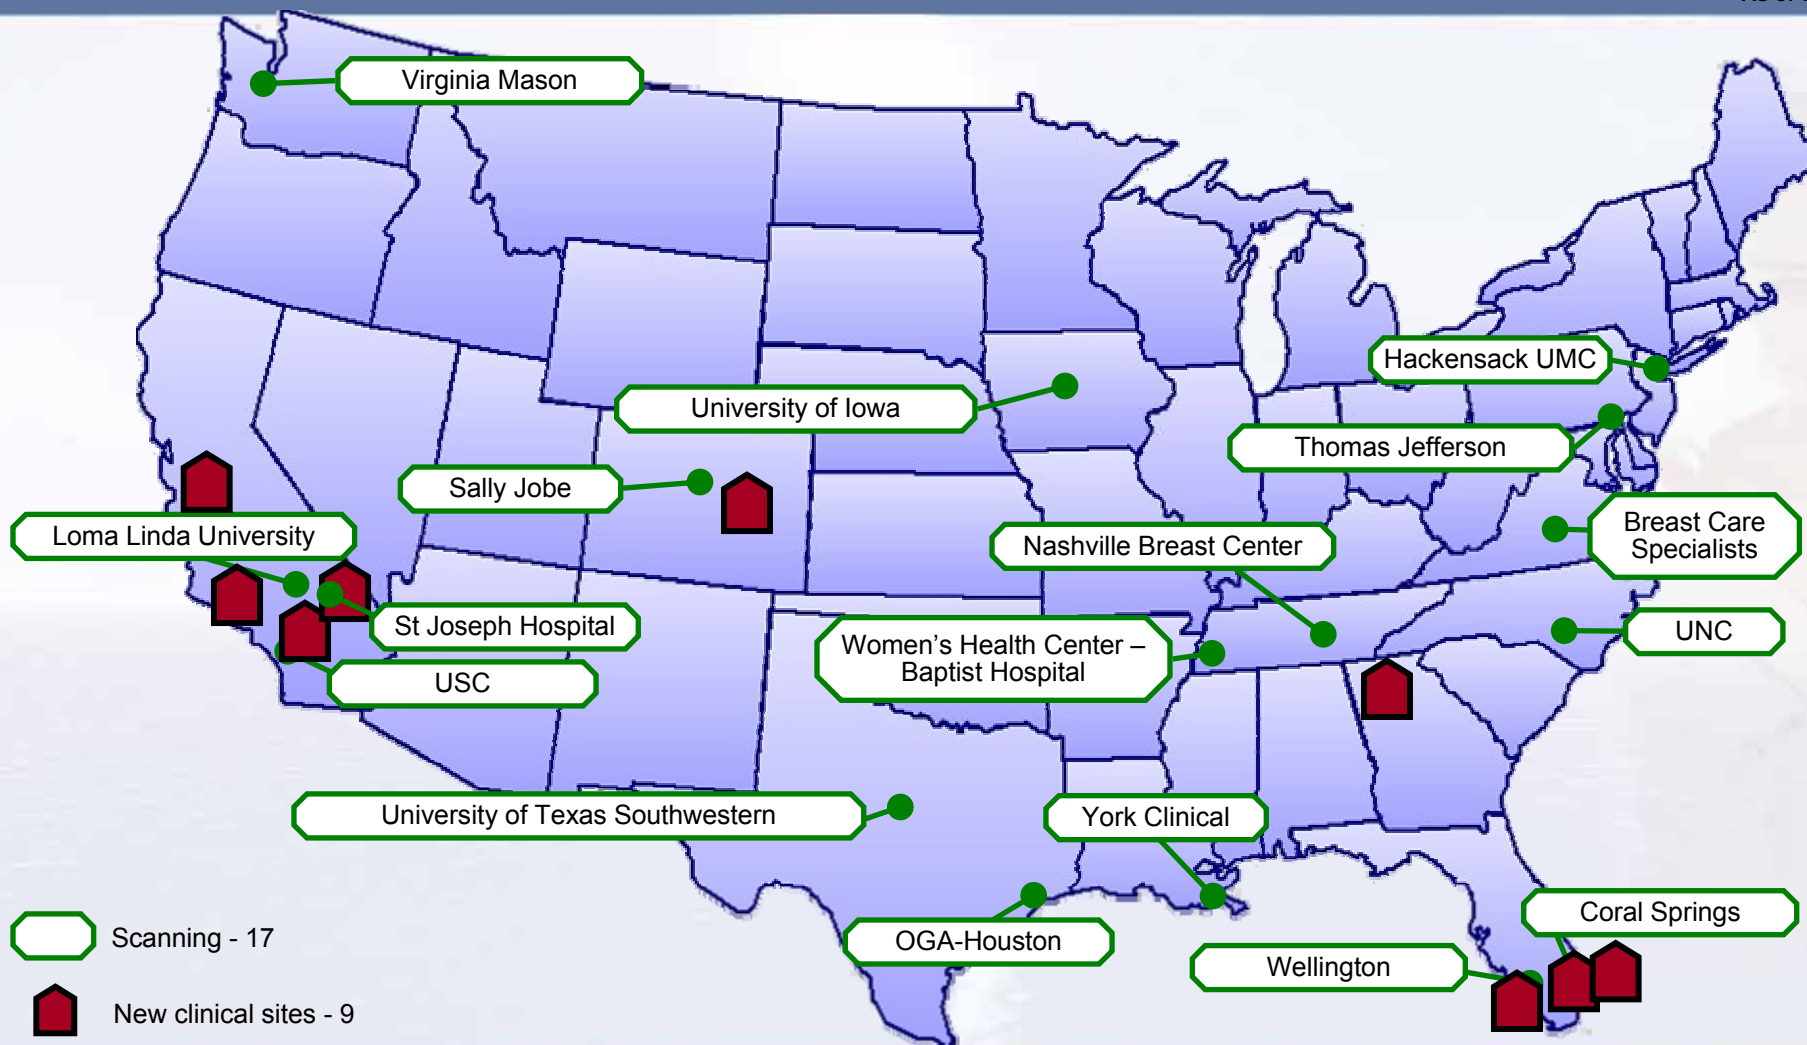 Virginia Mason
Hackensack UMC
University of Iowa
Thomas Jefferson
Sally Jobe
Breast Care
Specialists
Loma Linda University
Nashville Breast Center
St Joseph Hospital
UNC
Women’s Health Center –
Baptist Hospital
USC
University of Texas Southwestern
York Clinical
Coral Springs
OGA-Houston
Wellington
Scanning - 17
New clinical sites - 9